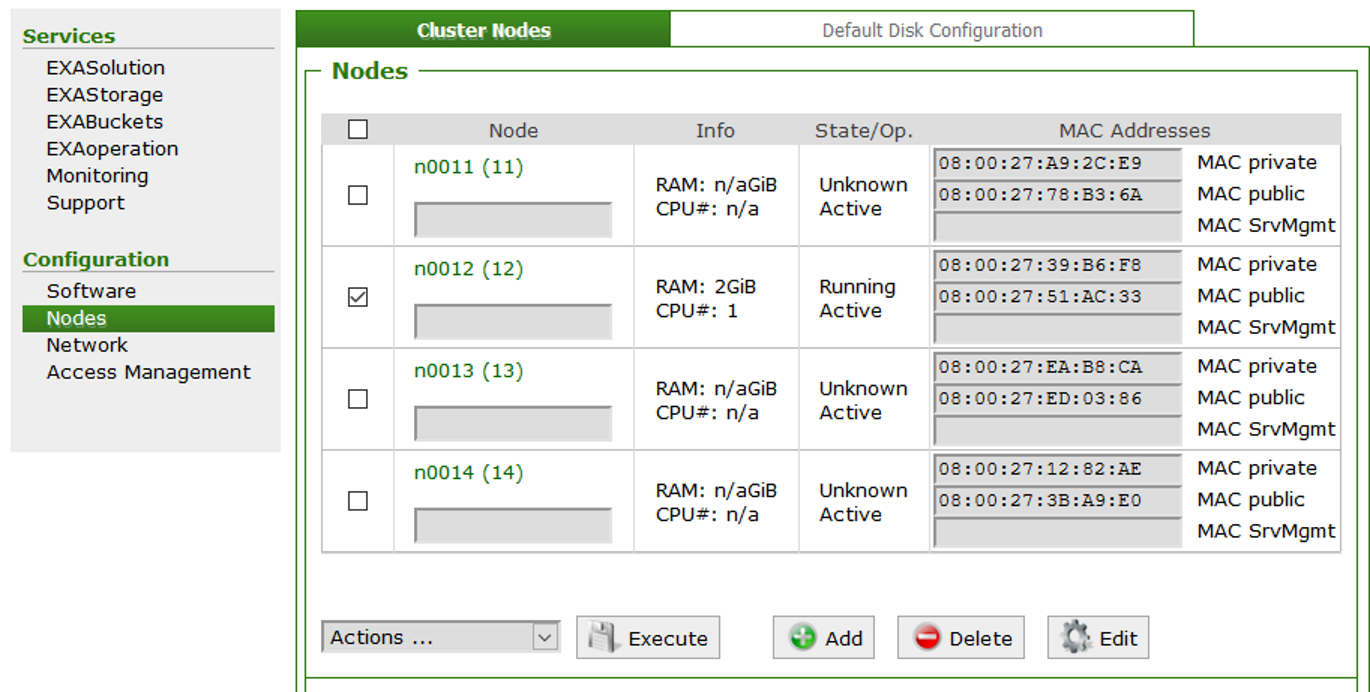 Services
EXASolution
EXAStorage
EXABuckets
EXAoperation
Monitoring
Support
Configuration
Software
Nodes
Network
Access Management
Cluster Nodes Default Disk Configuration
Nodes
Node Info State/Op. MAC Addresses
n0011 (11)
RAM: n/aGiB
CPU#: n/a
Unknown
Active
08:00:27:A9:2C:E9 MAC private
08:00:27:78:B3:6A MAC public
MAC SrvMgmt
n0012 (12)
RAM: 2GiB
CPU#: 1
Running
Active
08:00:27:39:B6:F8 MAC private
08:00:27:51:AC:33 MAC public
MAC SrvMgmt
n0013 (13)
RAM: n/aGiB
CPU#: n/a
Unknown
Active
08:00:27:EA:B8:CA MAC private
08:00:27:ED:03:86 MAC public
MAC SrvMgmt
n0014 (14)
RAM: n/aGiB
CPU#: n/a
Unknown
Active
08:00:27:12:82:AE MAC private
08:00:27:3B:A9:E0 MAC public
MAC SrvMgmt
Actions ... Execute Add Delete Edit